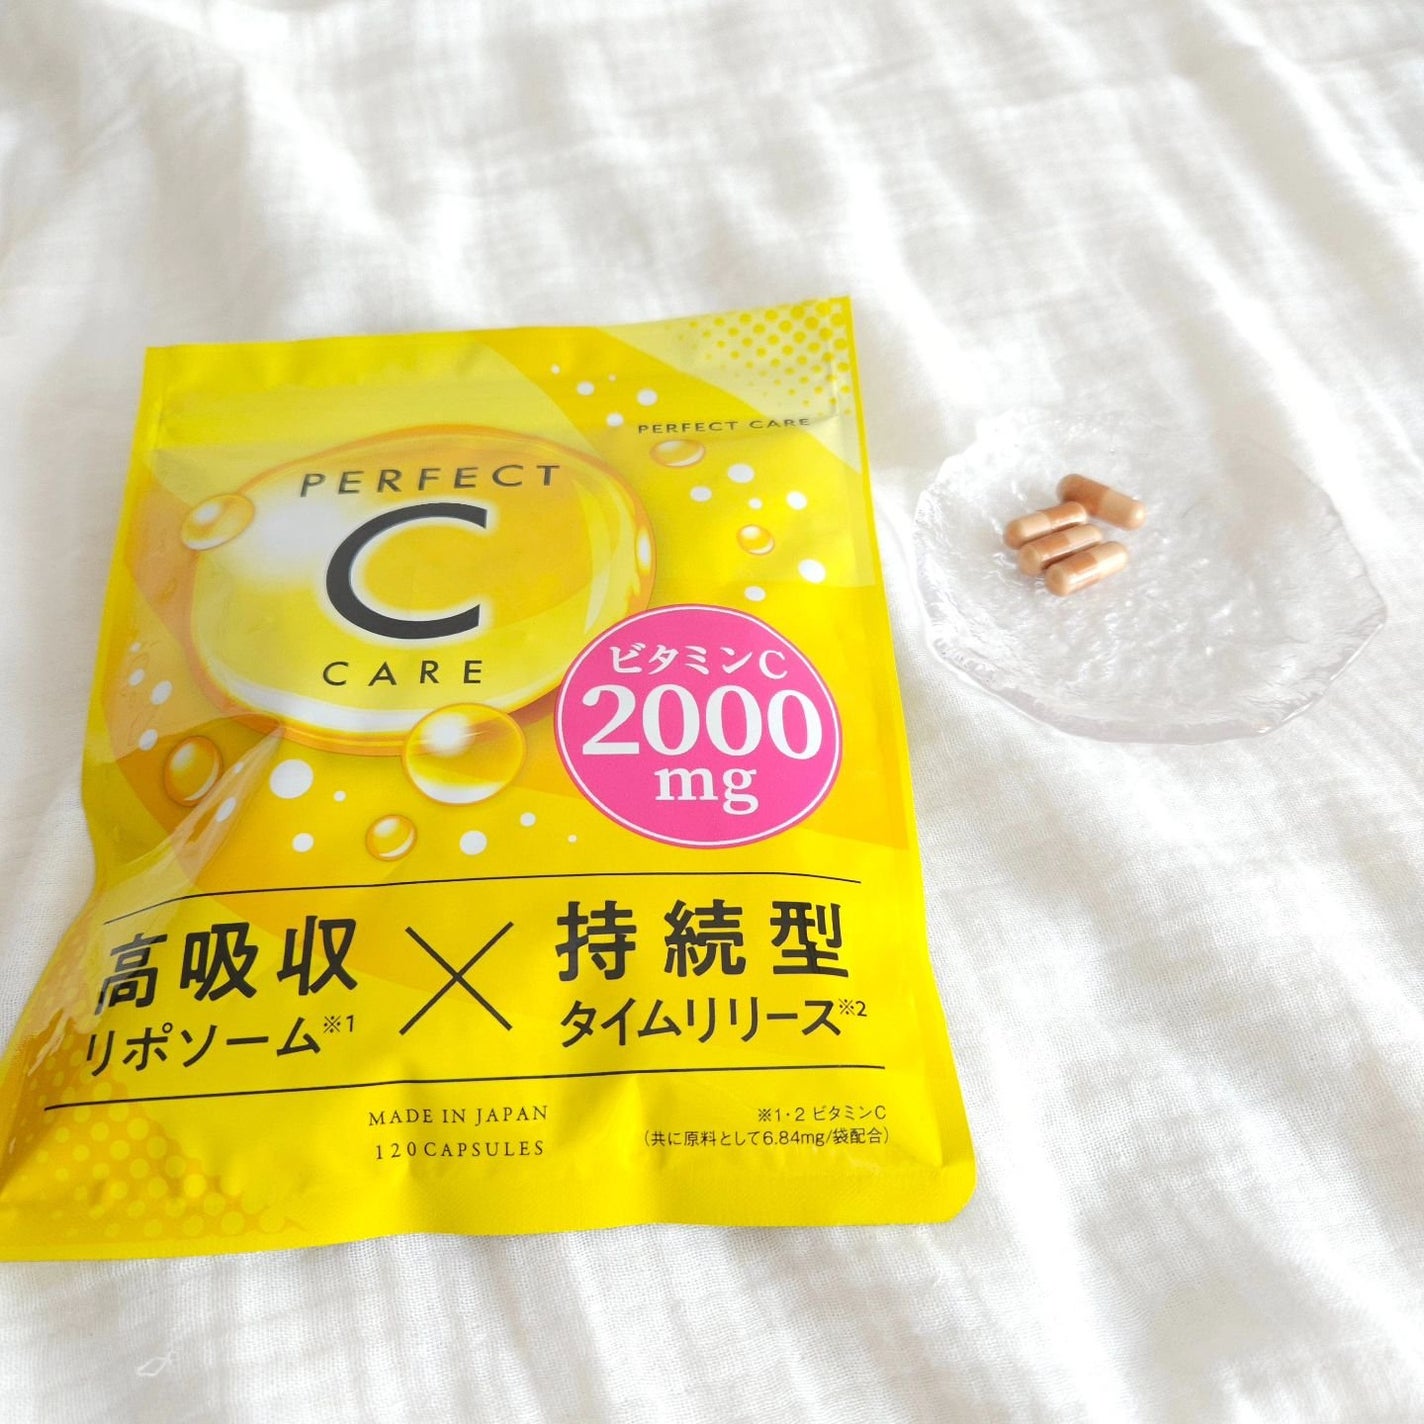 PERFECT CARE
PERFECT
C
CARE
ビタミンC
2000
mg
高吸収
リポソーム※1
×
持続型
タイムリリース※2
MADE IN JAPAN
120CAPSULES
※1・2 ビタミンC
(共に原料として6.84mg/袋配合)